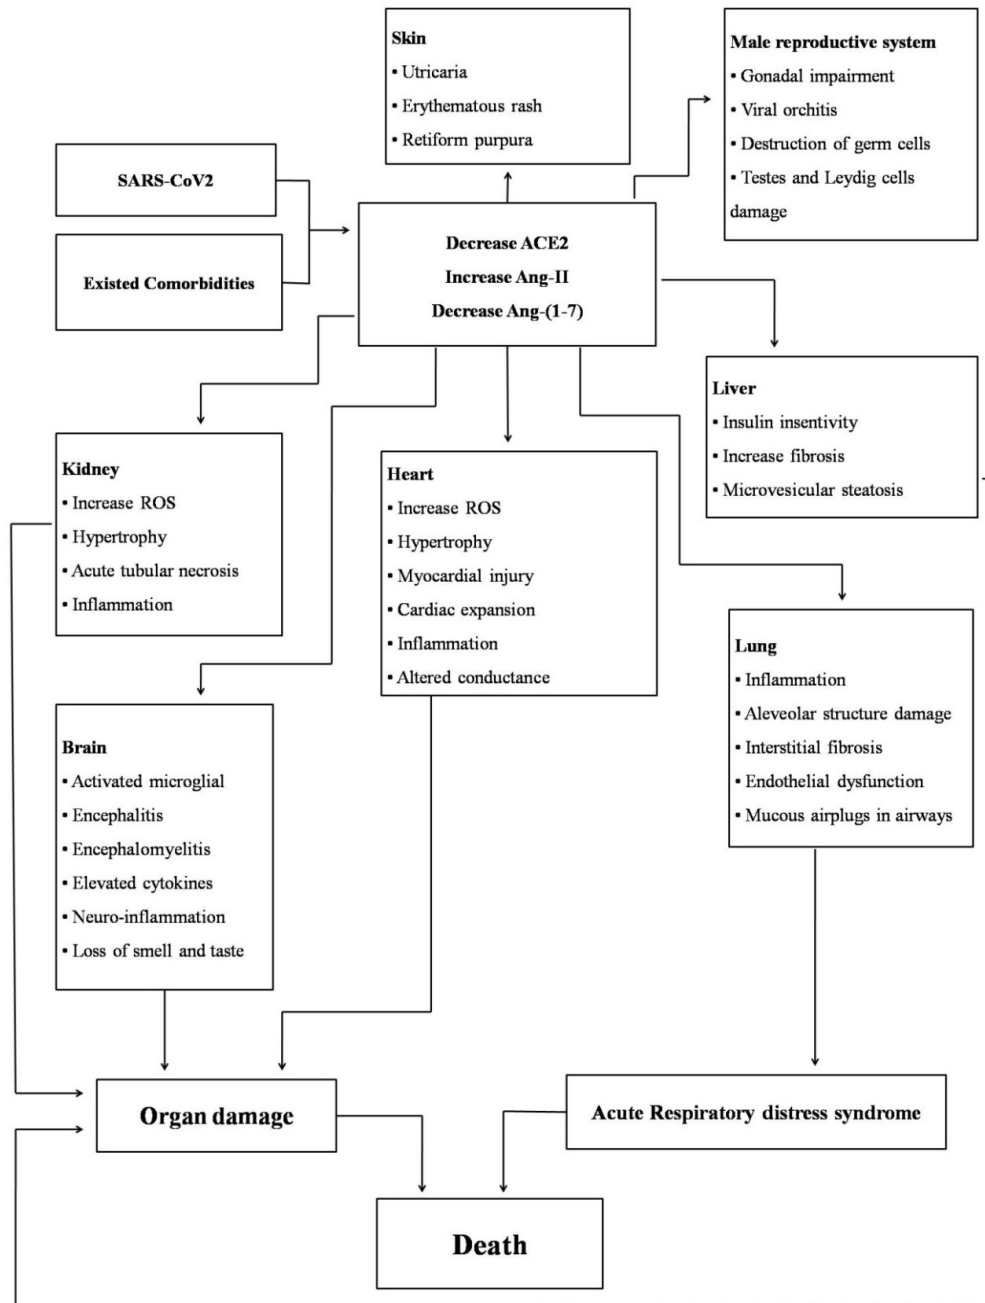 Skin
▪ Utricaria
▪ Erythematous rash
▪ Retiform purpura
Male reproductive system
▪ Gonadal impairment
▪ Viral orchitis
▪ Destruction of germ cells
▪ Testes and Leydig cells
damage
SARS-CoV2
Existed Comorbidities
Decrease ACE2
Increase Ang-II
Decrease Ang-(1-7)
Liver
▪ Insulin insentivity
▪ Increase fibrosis
▪ Microvesicular steatosis
Kidney
▪ Increase ROS
▪ Hypertrophy
▪ Acute tubular necrosis
▪ Inflammation
Heart
▪ Increase ROS
▪ Hypertrophy
▪ Myocardial injury
▪ Cardiac expansion
▪ Inflammation
▪ Altered conductance
Lung
▪ Inflammation
▪ Aleveolar structure damage
▪ Interstitial fibrosis
▪ Endothelial dysfunction
▪ Mucous airplugs in airways
Brain
▪ Activated microglial
▪ Encephalitis
▪ Encephalomyelitis
▪ Elevated cytokines
▪ Neuro-inflammation
▪ Loss of smell and taste
Organ damage
Acute Respiratory distress syndrome
Death